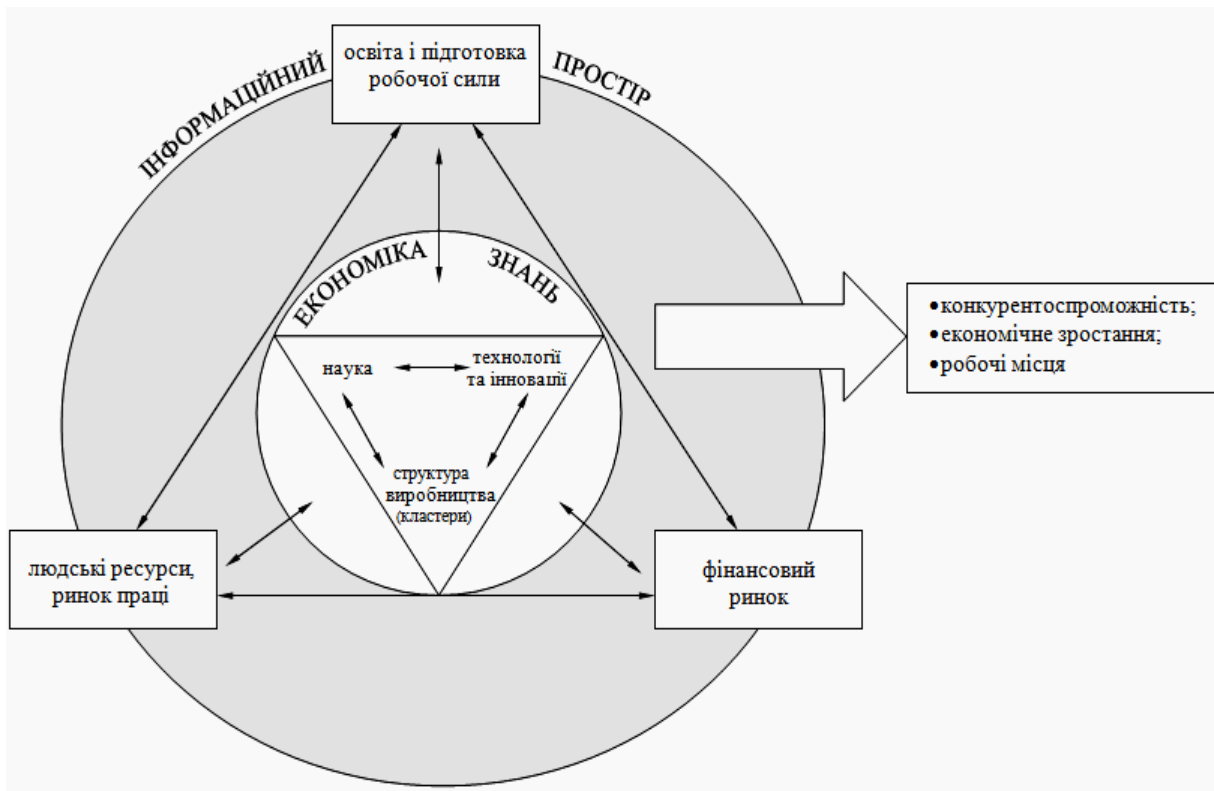 освіта і підготовка
робочої сили
ІНФОРМАЦІЙНИЙ
ПРОСТІР
ЕКОНОМІКА
ЗНАНЬ
•конкурентоспроможність;
•економічне зростання;
•робочі місця
наука
технології
та інновації
структура
виробництва
(кластери)
людські ресурси,
ринок праці
фінансовий
ринок